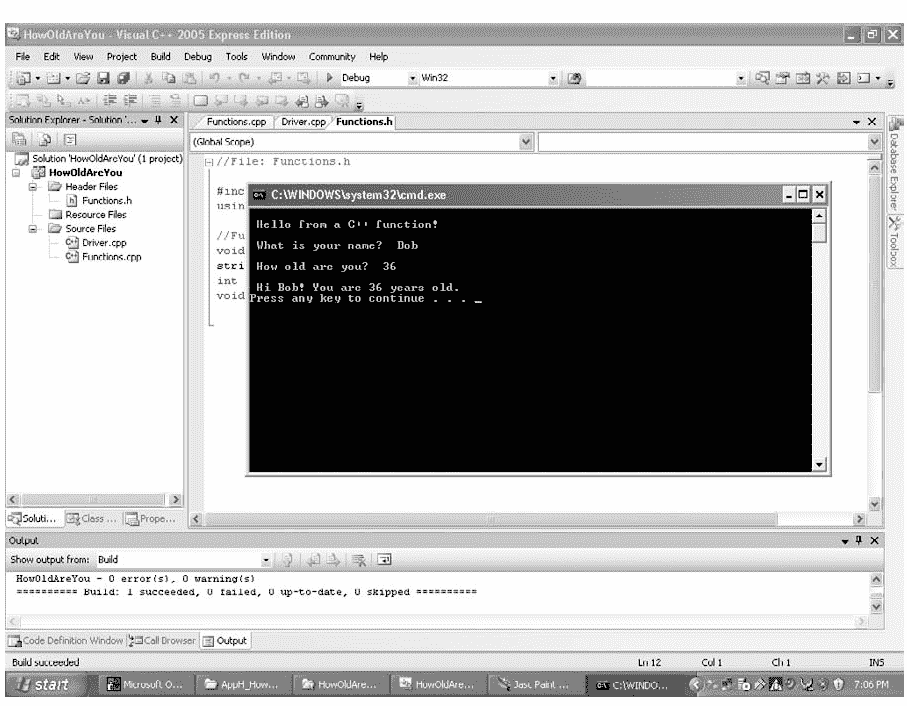 HowOldAreYou - Visual C++ 2005 Express Edition
File Edit View Project Build Debug Tools Window Community Help
Debug Win32
Solution Explorer - Solution '...
Functions.cpp Driver.cpp Functions.h
(Global Scope)
Solution 'HowOldAreYou' (1 project)
HowOldAreYou
Header Files
Functions.h
Resource Files
Source Files
Driver.cpp
Functions.cpp
//File: Functions.h
#inc
usin
//Fu
void
stri
int
void
C:\WINDOWS\system32\cmd.exe
Hello from a C++ function!
What is your name? Bob
How old are you? 36
Hi Bob! You are 36 years old.
Press any key to continue . . . _
Database Explorer
Toolbox
Soluti... Class ... Prope...
Output
Show output from: Build
HowOldAreYou - 0 error(s), 0 warning(s)
========== Build: 1 succeeded, 0 failed, 0 up-to-date, 0 skipped ==========
Code Definition Window Call Browser Output
Build succeeded Ln 12 Col 1 Ch 1 INS
start Microsoft O... AppH_How... HowOldAre... HowOldAre... Jasc Paint ... C:\WINDO... 7:06 PM